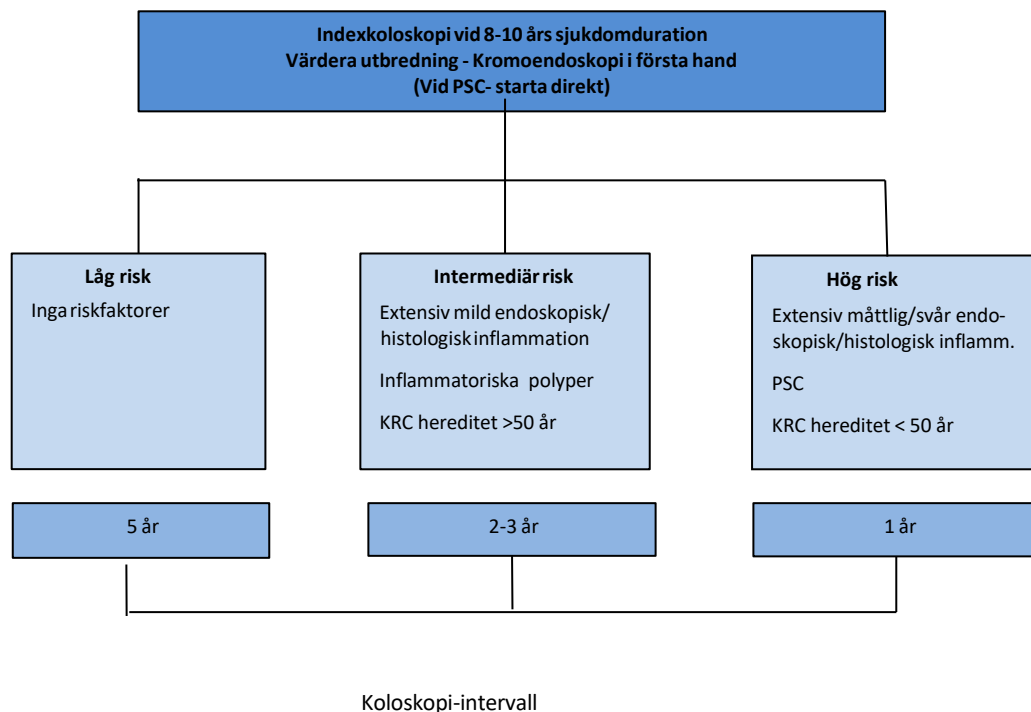 Indexkoloskopi vid 8-10 års sjukdomduration
Värdera utbredning - Kromoendoskopi i första hand
(Vid PSC- starta direkt)
Låg risk
Inga riskfaktorer
Intermediär risk
Extensiv mild endoskopisk/
histologisk inflammation
Inflammatoriska polyper
KRC hereditet >50 år
Hög risk
Extensiv måttlig/svår endo-
skopisk/histologisk inflamm.
PSC
KRC hereditet < 50 år
5 år
2-3 år
1 år
Koloskopi-intervall